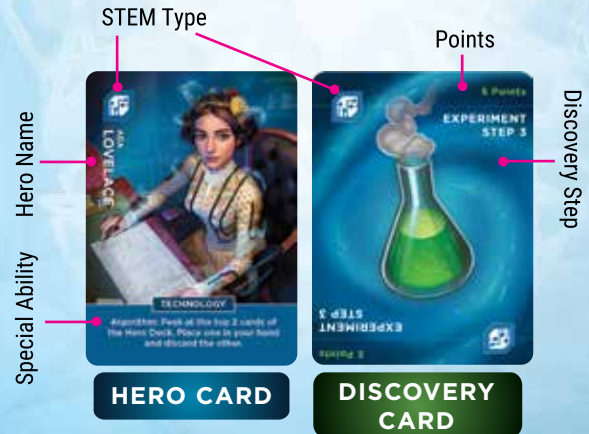 STEM Type
Points
Hero Name
Special Ability
Discovery Step
ADA
LOVELACE
TECHNOLOGY
Algorithm: Peek at the top 2 cards of
the Hero Deck. Place one in your hand
and discard the other.
5 Points
EXPERIMENT
STEP 3
EXPERIMENT
STEP 3
5 Points
HERO CARD
DISCOVERY
CARD